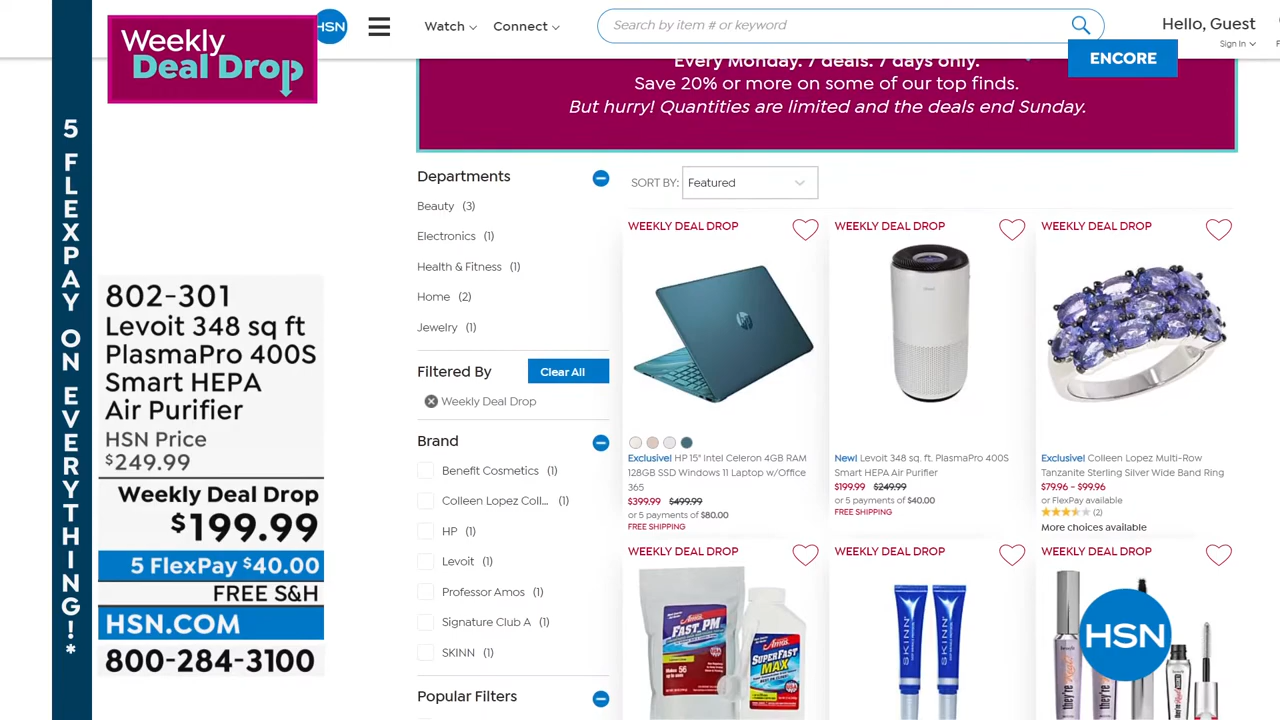 Weekly
Deal Drop
HSN
Watch
Connect
Search by item # or keyword
Hello, Guest
Sign In
ENCORE
Every Monday. 7 deals. 7 days only.
Save 20% or more on some of our top finds.
But hurry! Quantities are limited and the deals end Sunday.
5 FLEXPAY ON EVERYTHING!*
802-301
Levoit 348 sq ft
PlasmaPro 400S
Smart HEPA
Air Purifier
HSN Price
$249.99
Weekly Deal Drop
$199.99
5 FlexPay $40.00
FREE S&H
HSN.COM
800-284-3100
Departments
Beauty (3)
Electronics (1)
Health & Fitness (1)
Home (2)
Jewelry (1)
Filtered By
Clear All
Weekly Deal Drop
Brand
Benefit Cosmetics (1)
Colleen Lopez Coll... (1)
HP (1)
Levoit (1)
Professor Amos (1)
Signature Club A (1)
SKINN (1)
Popular Filters
SORT BY: Featured
WEEKLY DEAL DROP
Exclusive! HP 15" Intel Celeron 4GB RAM
128GB SSD Windows 11 Laptop w/Office
365
$399.99 $499.99
or 5 payments of $80.00
FREE SHIPPING
WEEKLY DEAL DROP
New! Levoit 348 sq. ft. PlasmaPro 400S
Smart HEPA Air Purifier
$199.99 $249.99
or 5 payments of $40.00
FREE SHIPPING
WEEKLY DEAL DROP
Exclusive! Colleen Lopez Multi-Row
Tanzanite Sterling Silver Wide Band Ring
$79.96 - $99.96
or FlexPay available
(2)
More choices available
WEEKLY DEAL DROP
Amos
FAST. PM
SUPERFAST
MAX
WEEKLY DEAL DROP
SKINN
SKINN
WEEKLY DEAL DROP
they're Real!
HSN